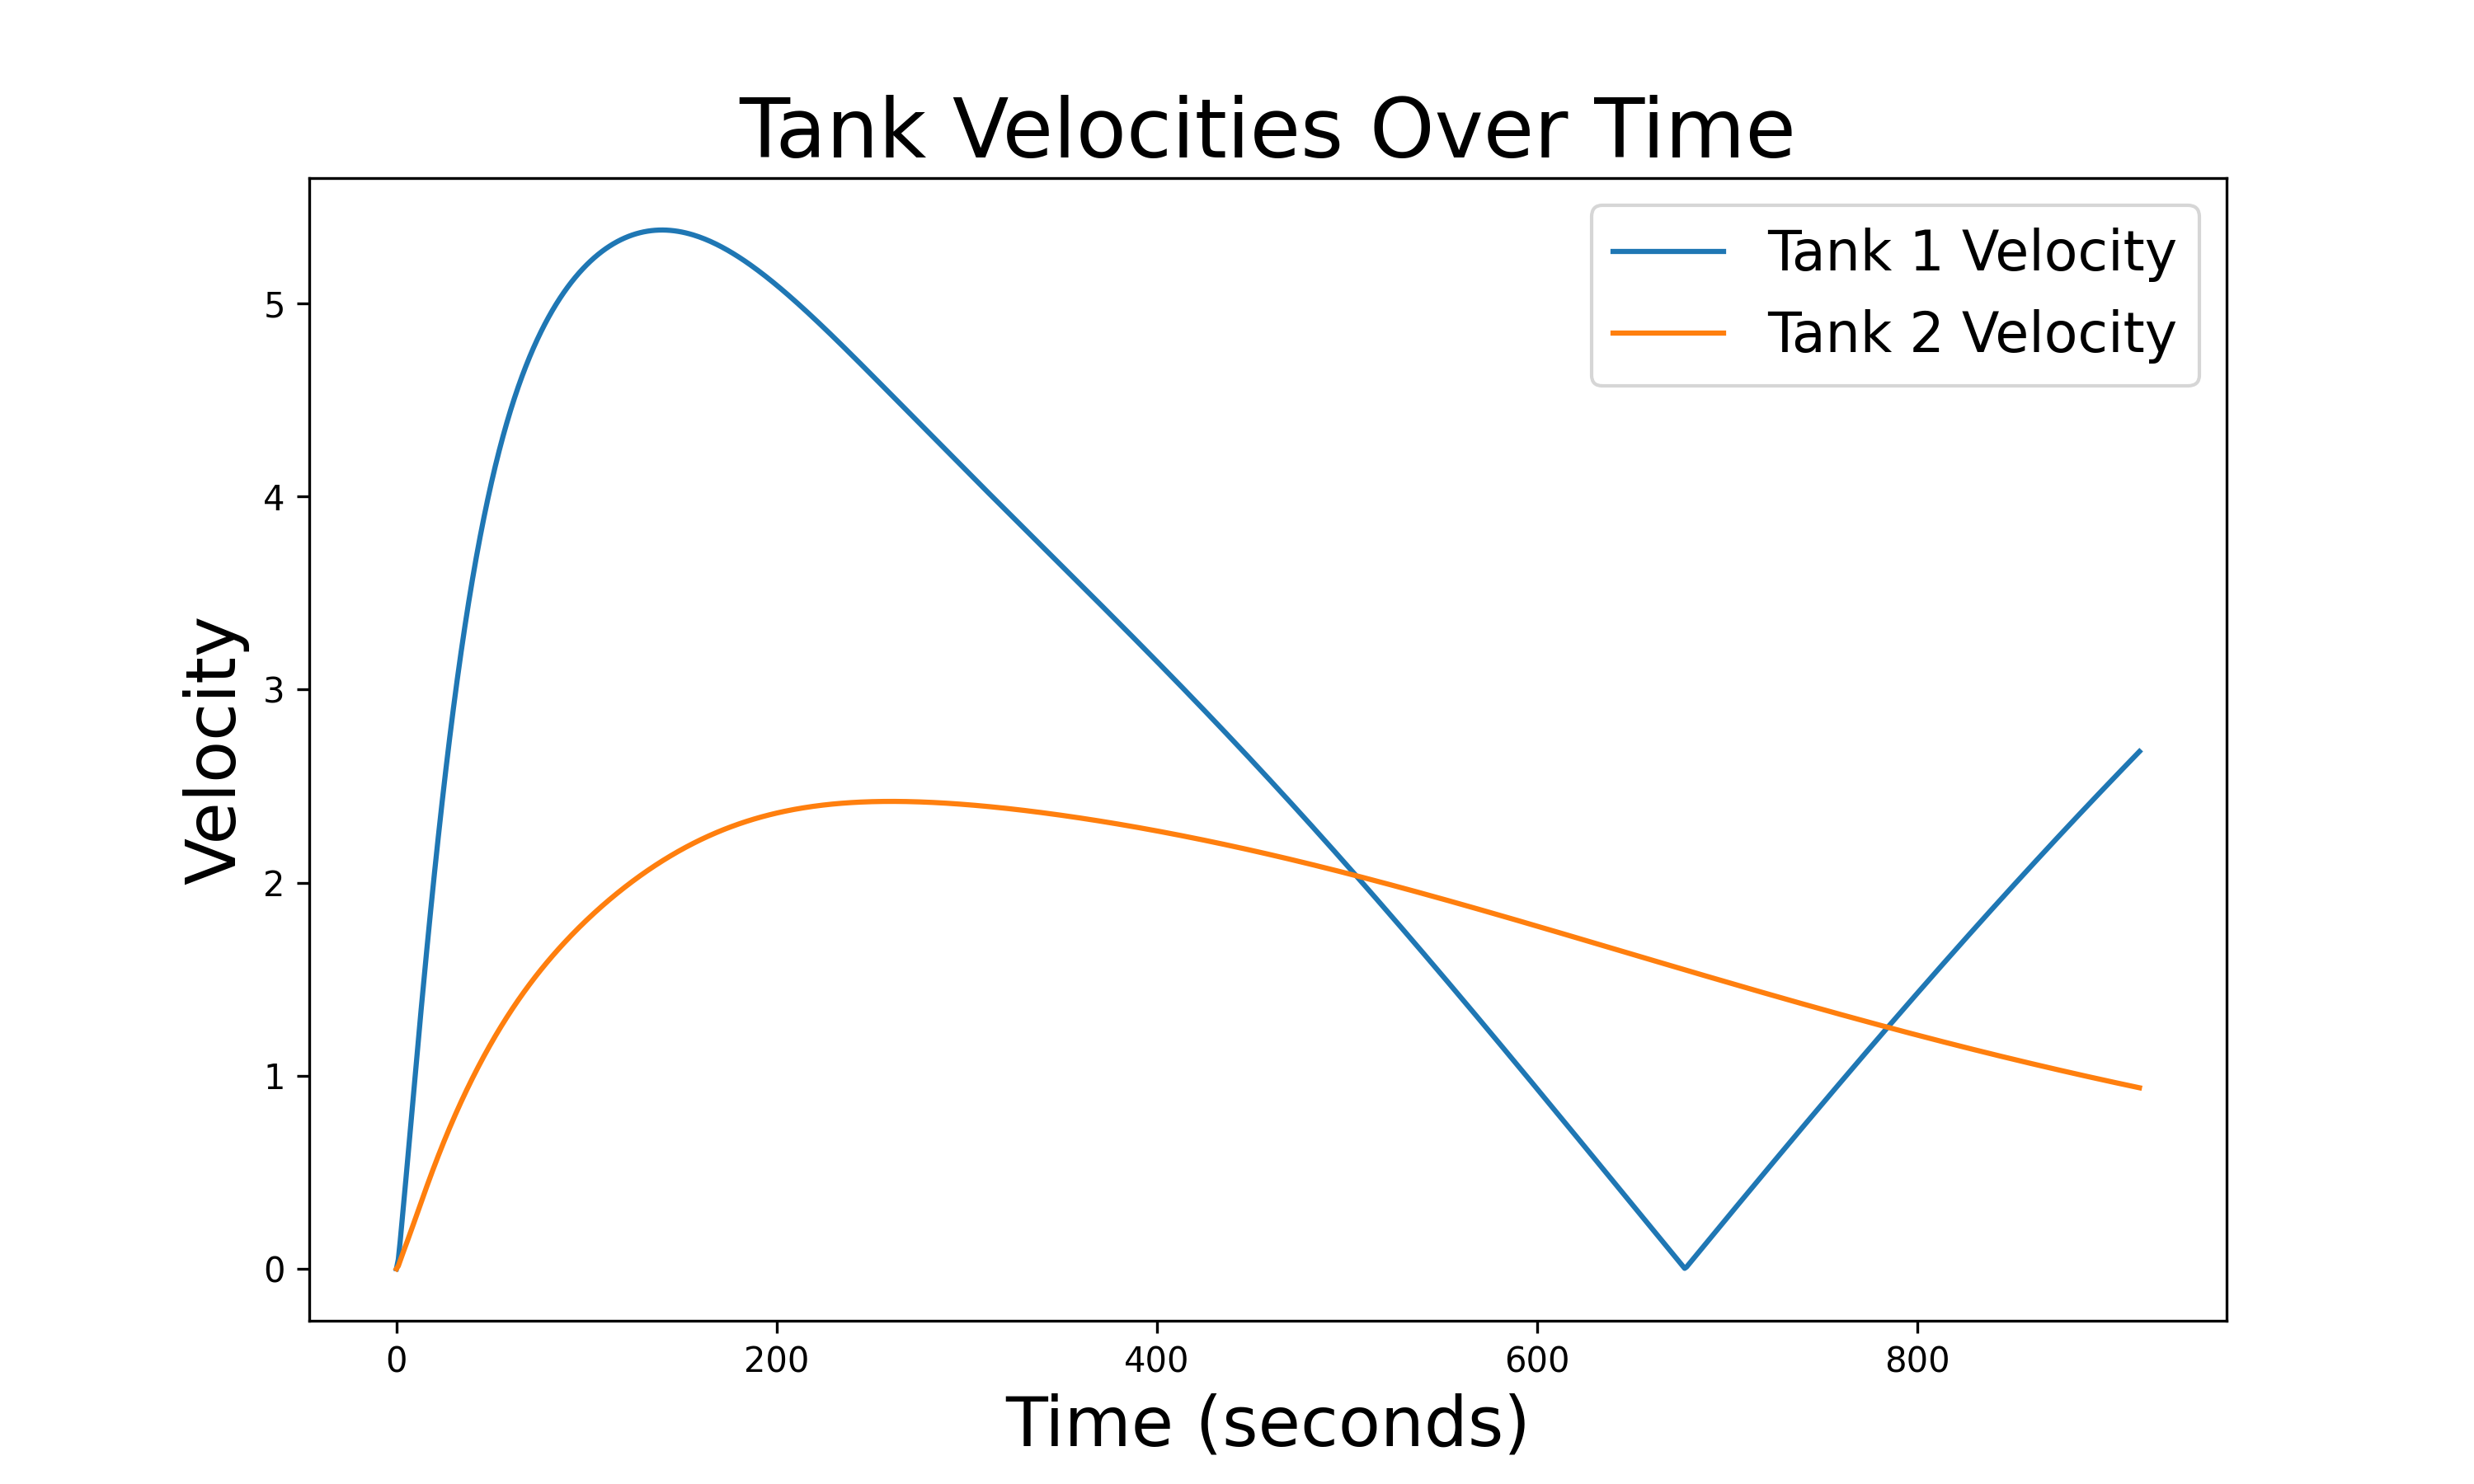 Tank Velocities Over Time
Tank 1 Velocity
Tank 2 Velocity
Velocity
5
4
3
2
1
0
0 200 400 600 800
Time (seconds)